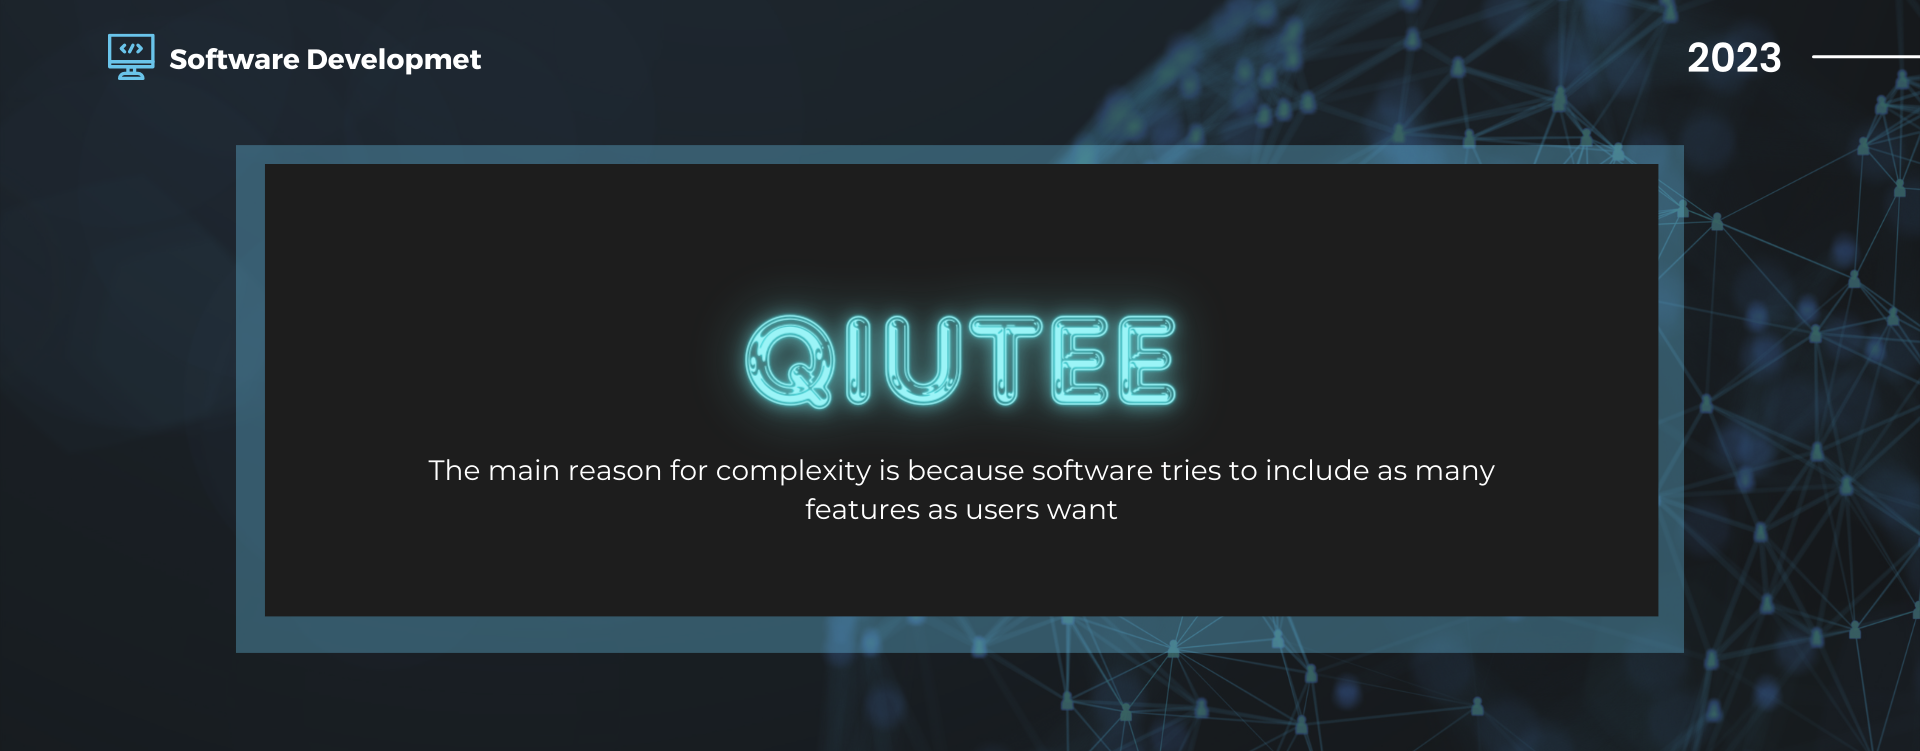 Software Developmet
2023
QIUTEE
The main reason for complexity is because software tries to include as many
features as users want